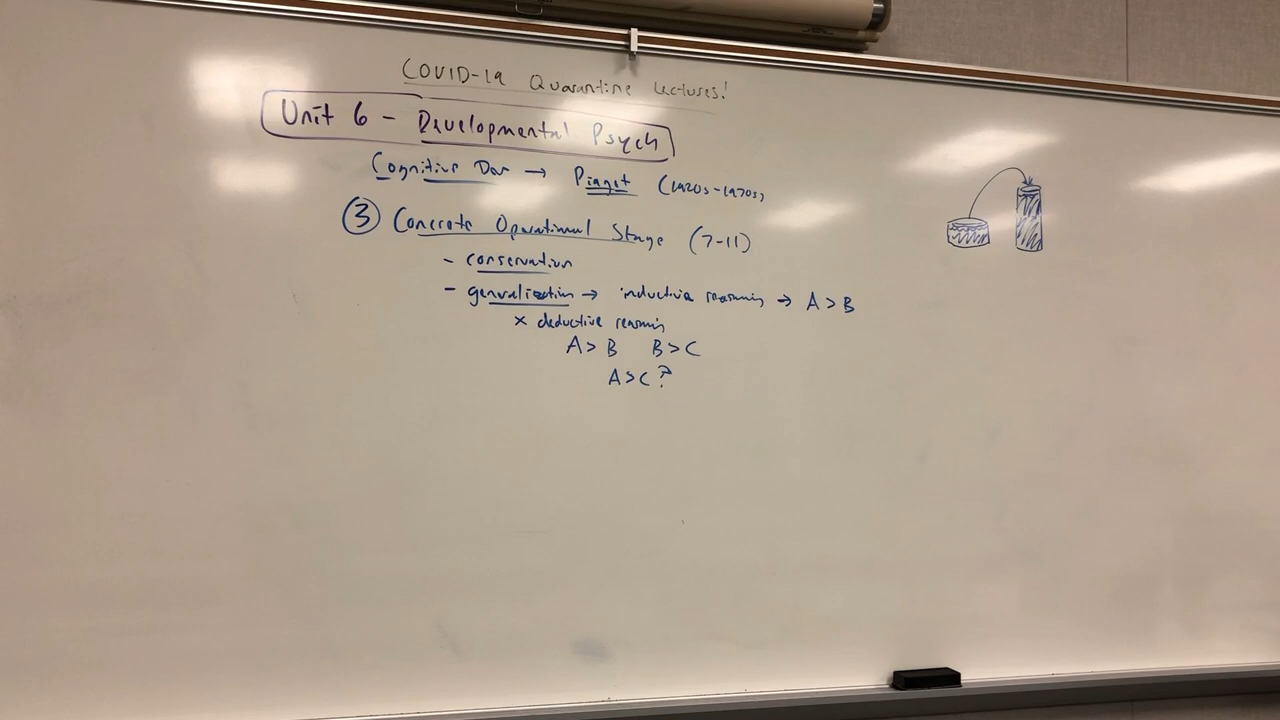 COVID-19 Quarantine Lectures!
Unit 6 - Developmental Psych
Cognitive Dev → Piaget (1920s-1970s)
③ Concrete Operational Stage (7-11)
- conservation
- generalization → inductive reasoning → A > B
× deductive reasoning
A > B B > C
A > C ?